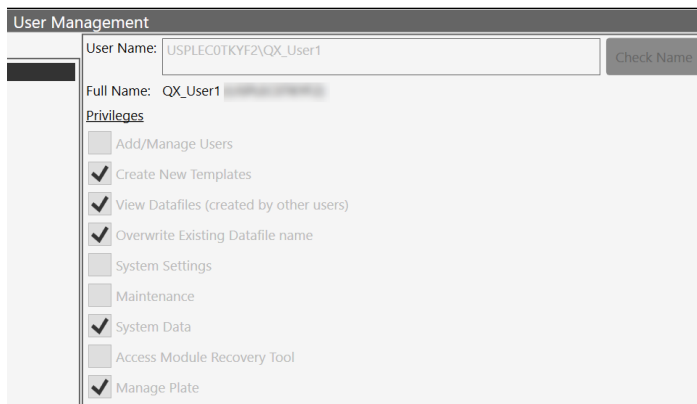 User Management
User Name: USPLEC0TKYF2\QX_User1 Check Name
Full Name: QX_User1
Privileges
Add/Manage Users
Create New Templates
View Datafiles (created by other users)
Overwrite Existing Datafile name
System Settings
Maintenance
System Data
Access Module Recovery Tool
Manage Plate